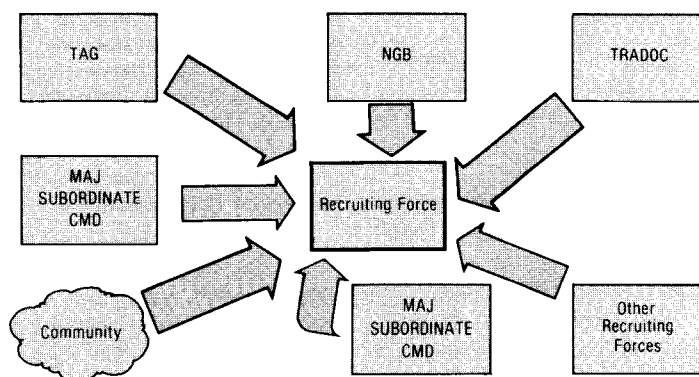 TAG
NGB
TRADOC
MAJ
SUBORDINATE
CMD
Recruiting Force
Community
MAJ
SUBORDINATE
CMD
Other
Recruiting
Forces